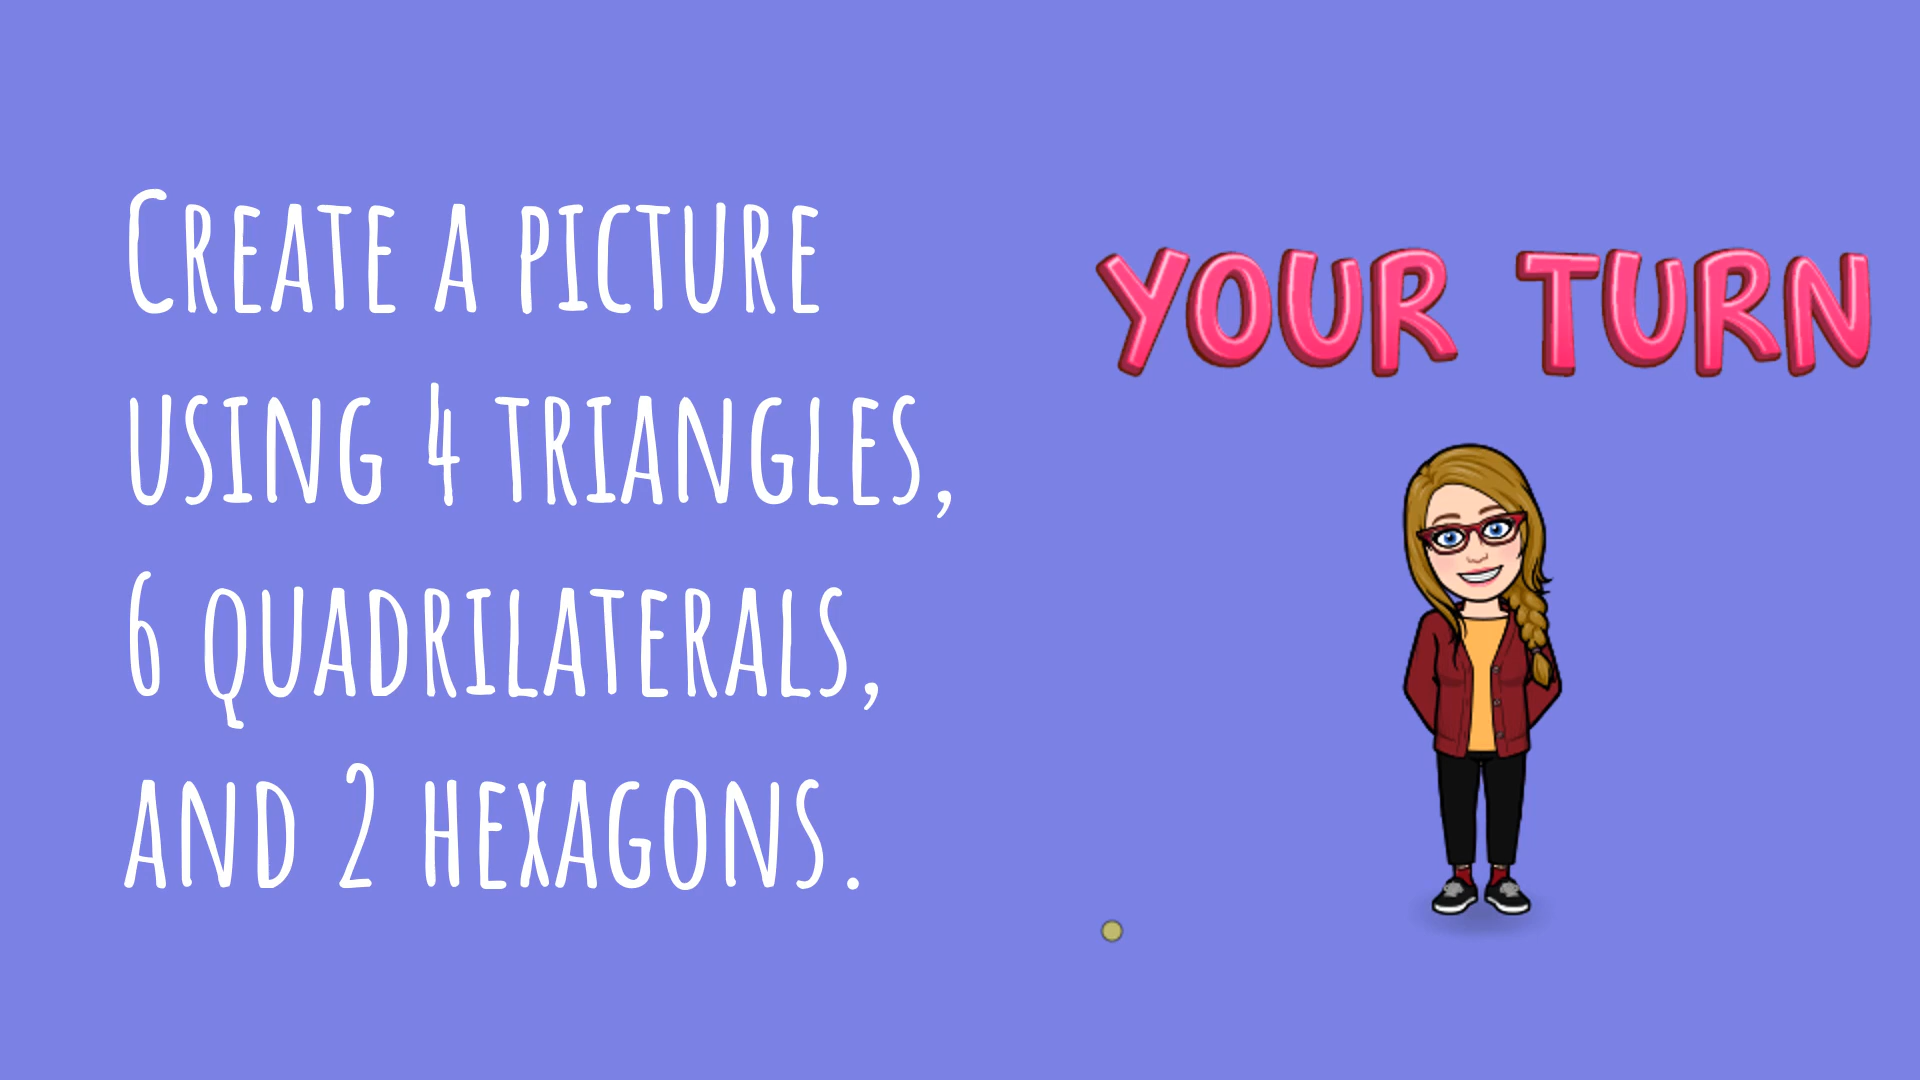 Create a picture
using 4 triangles,
6 quadrilaterals,
and 2 hexagons.
YOUR TURN